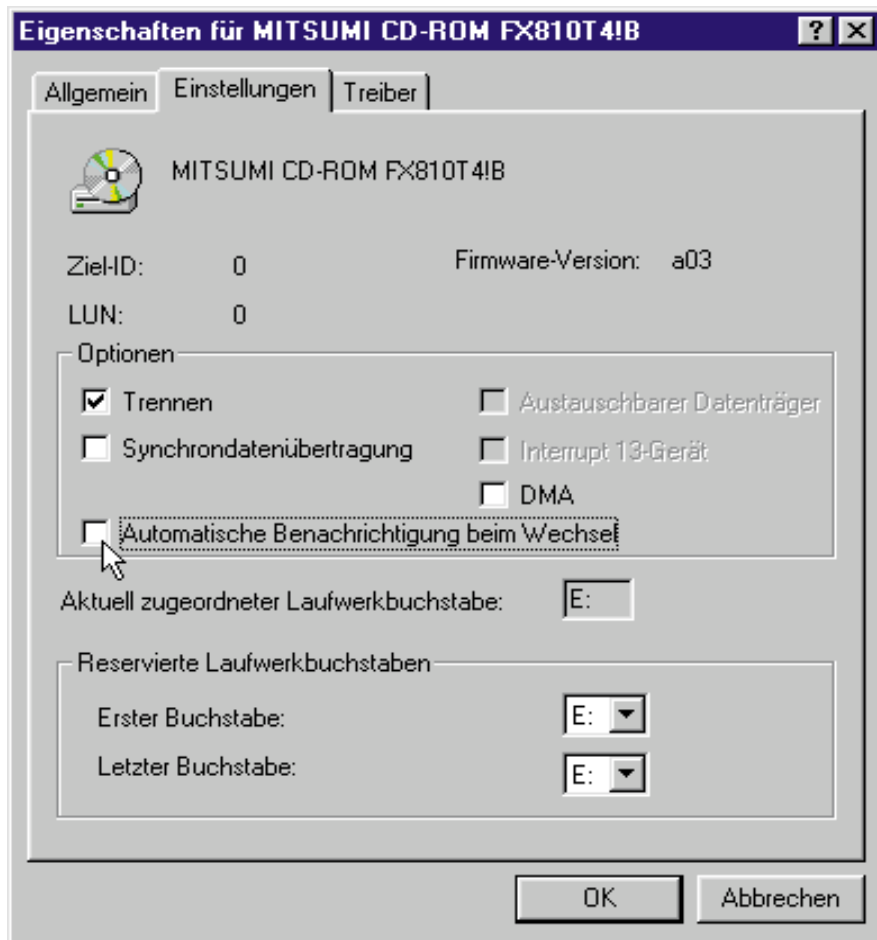 Eigenschaften für MITSUMI CD-ROM FX810T4!B
Allgemein Einstellungen Treiber
MITSUMI CD-ROM FX810T4!B
Ziel-ID: 0 Firmware-Version: a03
LUN: 0
Optionen
Trennen Austauschbarer Datenträger
Synchrondatenübertragung Interrupt 13-Gerät
DMA
Automatische Benachrichtigung beim Wechsel
Aktuell zugeordneter Laufwerkbuchstabe: E:
Reservierte Laufwerkbuchstaben
Erster Buchstabe: E:
Letzter Buchstabe: E:
OK Abbrechen